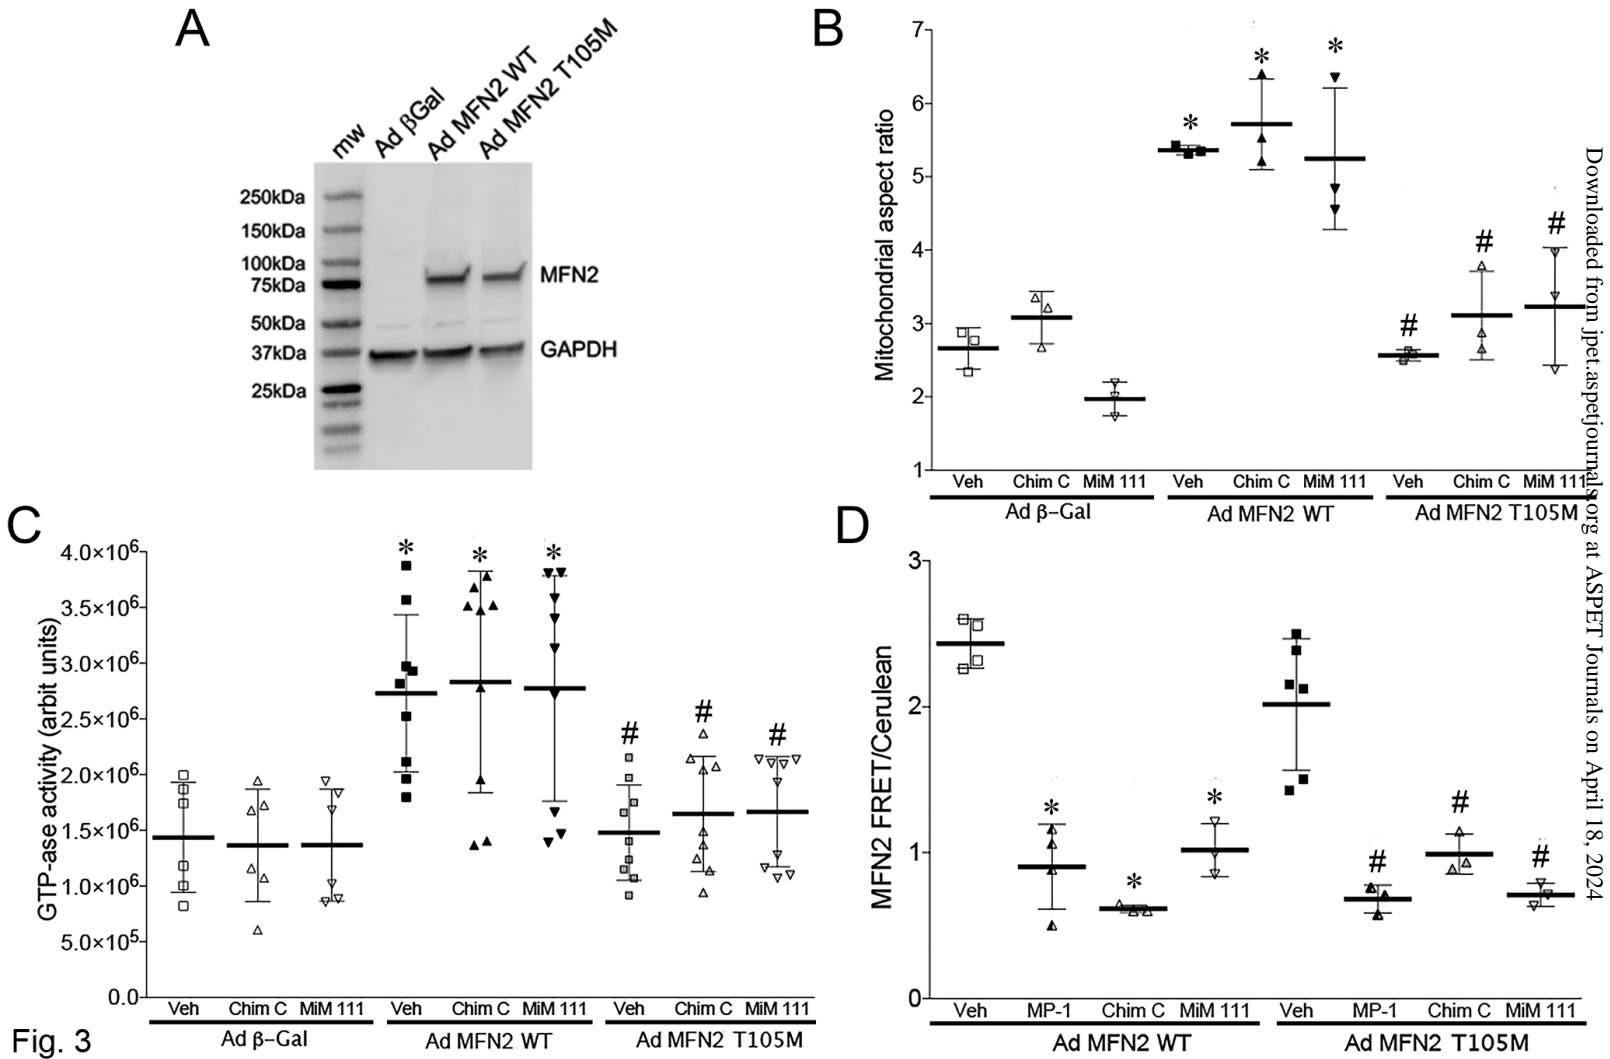 A
mw
Ad βGal
Ad MFN2 WT
Ad MFN2 T105M
250kDa
150kDa
100kDa
75kDa
50kDa
37kDa
25kDa
MFN2
GAPDH
B
Mitochondrial aspect ratio
7
6
5
4
3
2
1
* * *
# # #
Veh Chim C MiM 111 Veh Chim C MiM 111 Veh Chim C MiM 111
Ad β-Gal Ad MFN2 WT Ad MFN2 T105M
C
GTP-ase activity (arbit units)
4.0×10⁶
3.5×10⁶
3.0×10⁶
2.5×10⁶
2.0×10⁶
1.5×10⁶
1.0×10⁶
5.0×10⁵
0.0
* * *
# # #
Veh Chim C MiM 111 Veh Chim C MiM 111 Veh Chim C MiM 111
Ad β-Gal Ad MFN2 WT Ad MFN2 T105M
D
MFN2 FRET/Cerulean
3
2
1
0
* * *
# # #
Veh MP-1 Chim C MiM 111 Veh MP-1 Chim C MiM 111
Ad MFN2 WT Ad MFN2 T105M
Fig. 3
Downloaded from jpet.aspetjournals.org at ASPET Journals on April 18, 2024